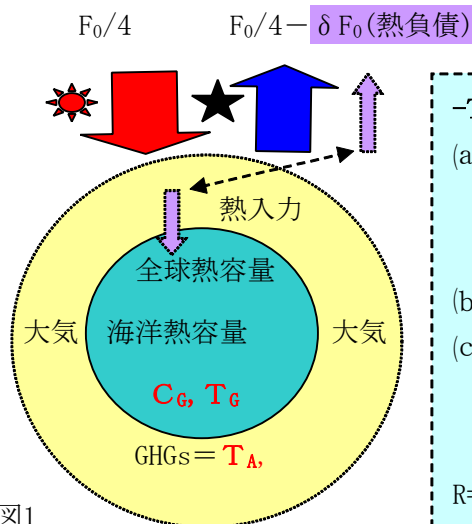 F₀/4 F₀/4－δF₀(熱負債)
熱入力
全球熱容量
大気 海洋熱容量 大気
C_G, T_G
GHGs＝T_A,
図1
(a
(b
(c
R=